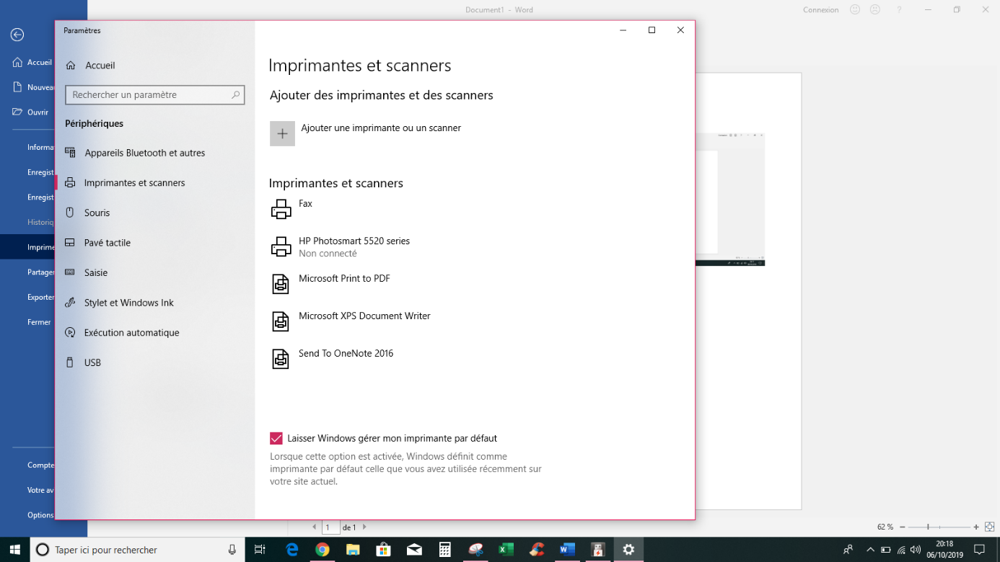 Document1 - Word
Connexion
?
Accueil
Nouveau
Ouvrir
Informa
Enregist
Enregist
Historiq
Imprime
Partager
Exporter
Fermer
Compte
Votre av
Options
Paramètres
Accueil
Rechercher un paramètre
Périphériques
Appareils Bluetooth et autres
Imprimantes et scanners
Souris
Pavé tactile
Saisie
Stylet et Windows Ink
Exécution automatique
USB
Imprimantes et scanners
Ajouter des imprimantes et des scanners
Ajouter une imprimante ou un scanner
Imprimantes et scanners
Fax
HP Photosmart 5520 series
Non connecté
Microsoft Print to PDF
Microsoft XPS Document Writer
Send To OneNote 2016
Laisser Windows gérer mon imprimante par défaut
Lorsque cette option est activée, Windows définit comme
imprimante par défaut celle que vous avez utilisée récemment sur
votre site actuel.
1 de 1
62 %
Taper ici pour rechercher
20:18
06/10/2019